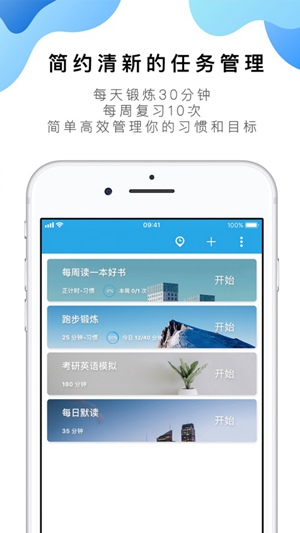 简约清新的任务管理
每天锻炼30分钟
每周复习10次
简单高效管理你的习惯和目标
09:41
100%
每周读一本好书
正计时-习惯 0% 本周 0/1 次
开始
跑步锻炼
25 分钟-习惯 今日 12/40 分钟
开始
考研英语模拟
180 分钟
开始
每日默读
35 分钟
开始